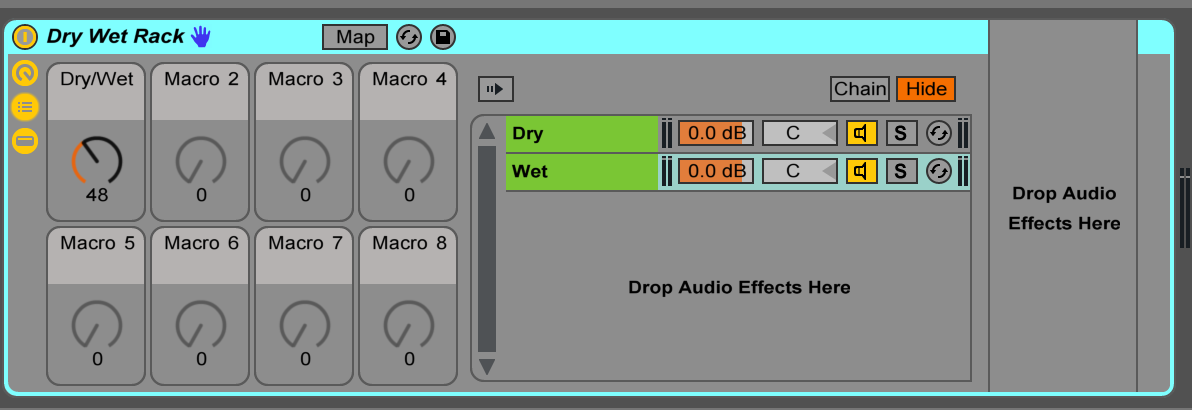 Dry Wet Rack
Map
Dry/Wet Macro 2 Macro 3 Macro 4
48 0 0 0
Macro 5 Macro 6 Macro 7 Macro 8
0 0 0 0
Chain Hide
Dry 0.0 dB C S
Wet 0.0 dB C S
Drop Audio Effects Here
Drop Audio
Effects Here